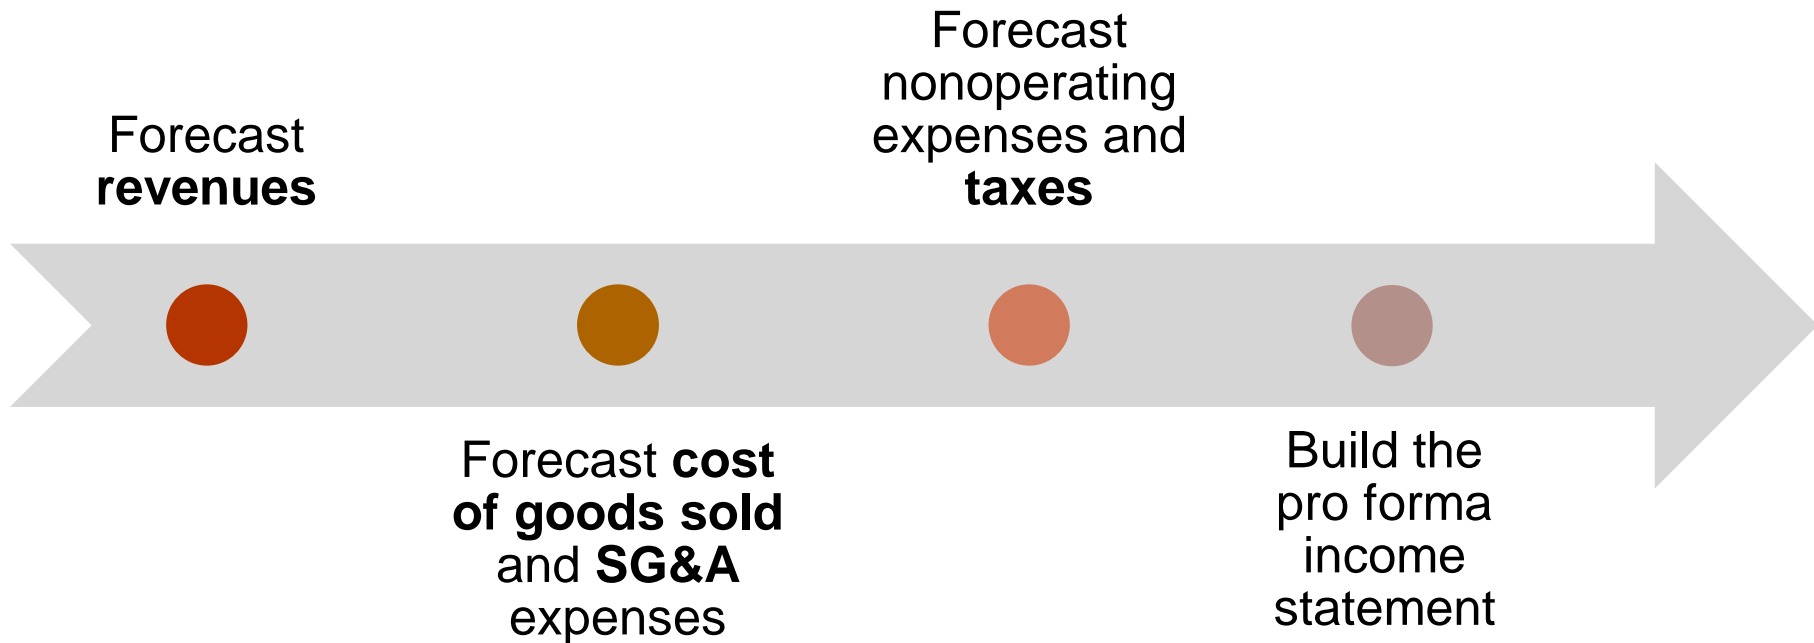 Forecast
revenues
Forecast cost
of goods sold
and SG&A
expenses
Forecast
nonoperating
expenses and
taxes
Build the
pro forma
income
statement